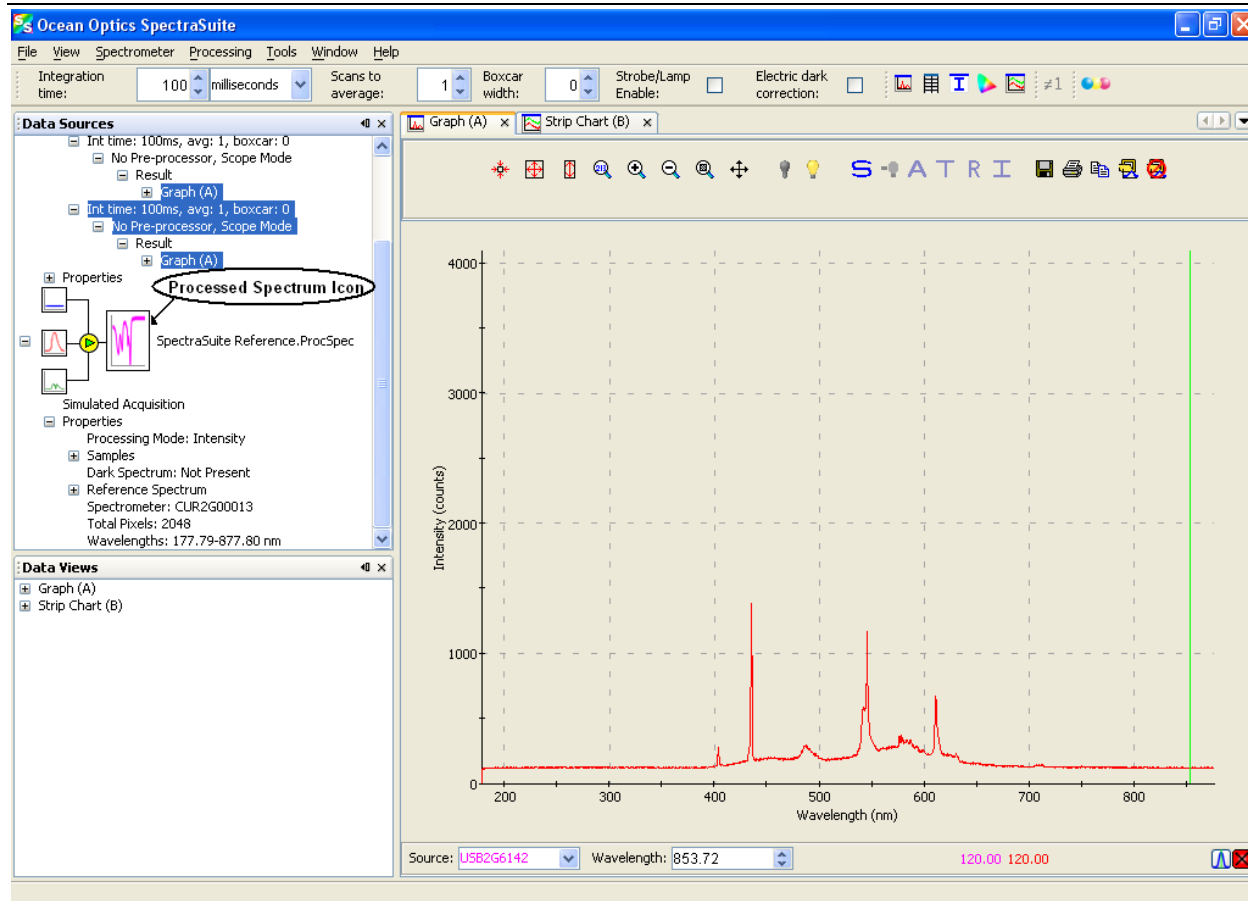 Ocean Optics SpectraSuite
File View Spectrometer Processing Tools Window Help
Integration time: 100 milliseconds Scans to average: 1 Boxcar width: 0 Strobe/Lamp Enable: Electric dark correction: ≠1
Data Sources
Int time: 100ms, avg: 1, boxcar: 0
No Pre-processor, Scope Mode
Result
Graph (A)
Int time: 100ms, avg: 1, boxcar: 0
No Pre-processor, Scope Mode
Result
Graph (A)
Properties
Processed Spectrum Icon
SpectraSuite Reference.ProcSpec
Simulated Acquisition
Properties
Processing Mode: Intensity
Samples
Dark Spectrum: Not Present
Reference Spectrum
Spectrometer: CUR2G00013
Total Pixels: 2048
Wavelengths: 177.79-877.80 nm
Data Views
Graph (A)
Strip Chart (B)
Graph (A) Strip Chart (B)
S A T R I
4000
3000
2000
1000
0
Intensity (counts)
200 300 400 500 600 700 800
Wavelength (nm)
Source: USB2G6142 Wavelength: 853.72 120.00 120.00